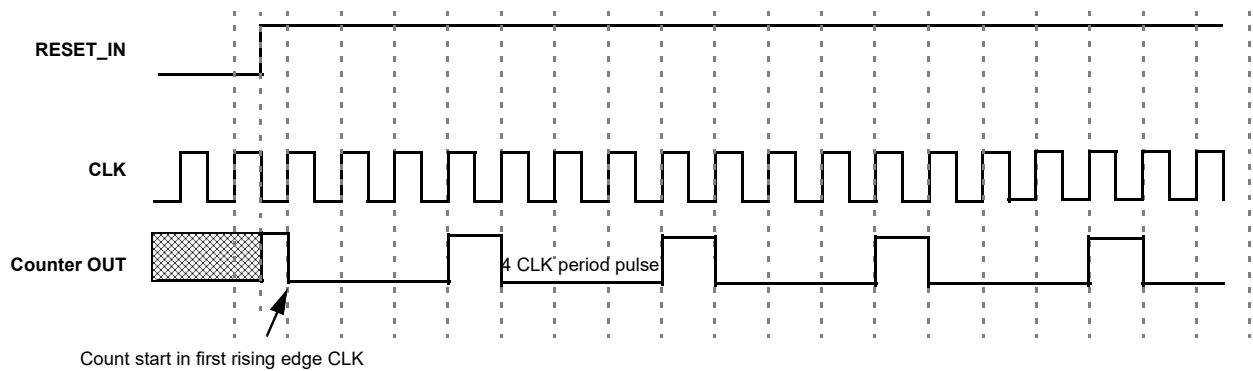 RESET_IN
CLK
Counter OUT
4 CLK period pulse
Count start in first rising edge CLK